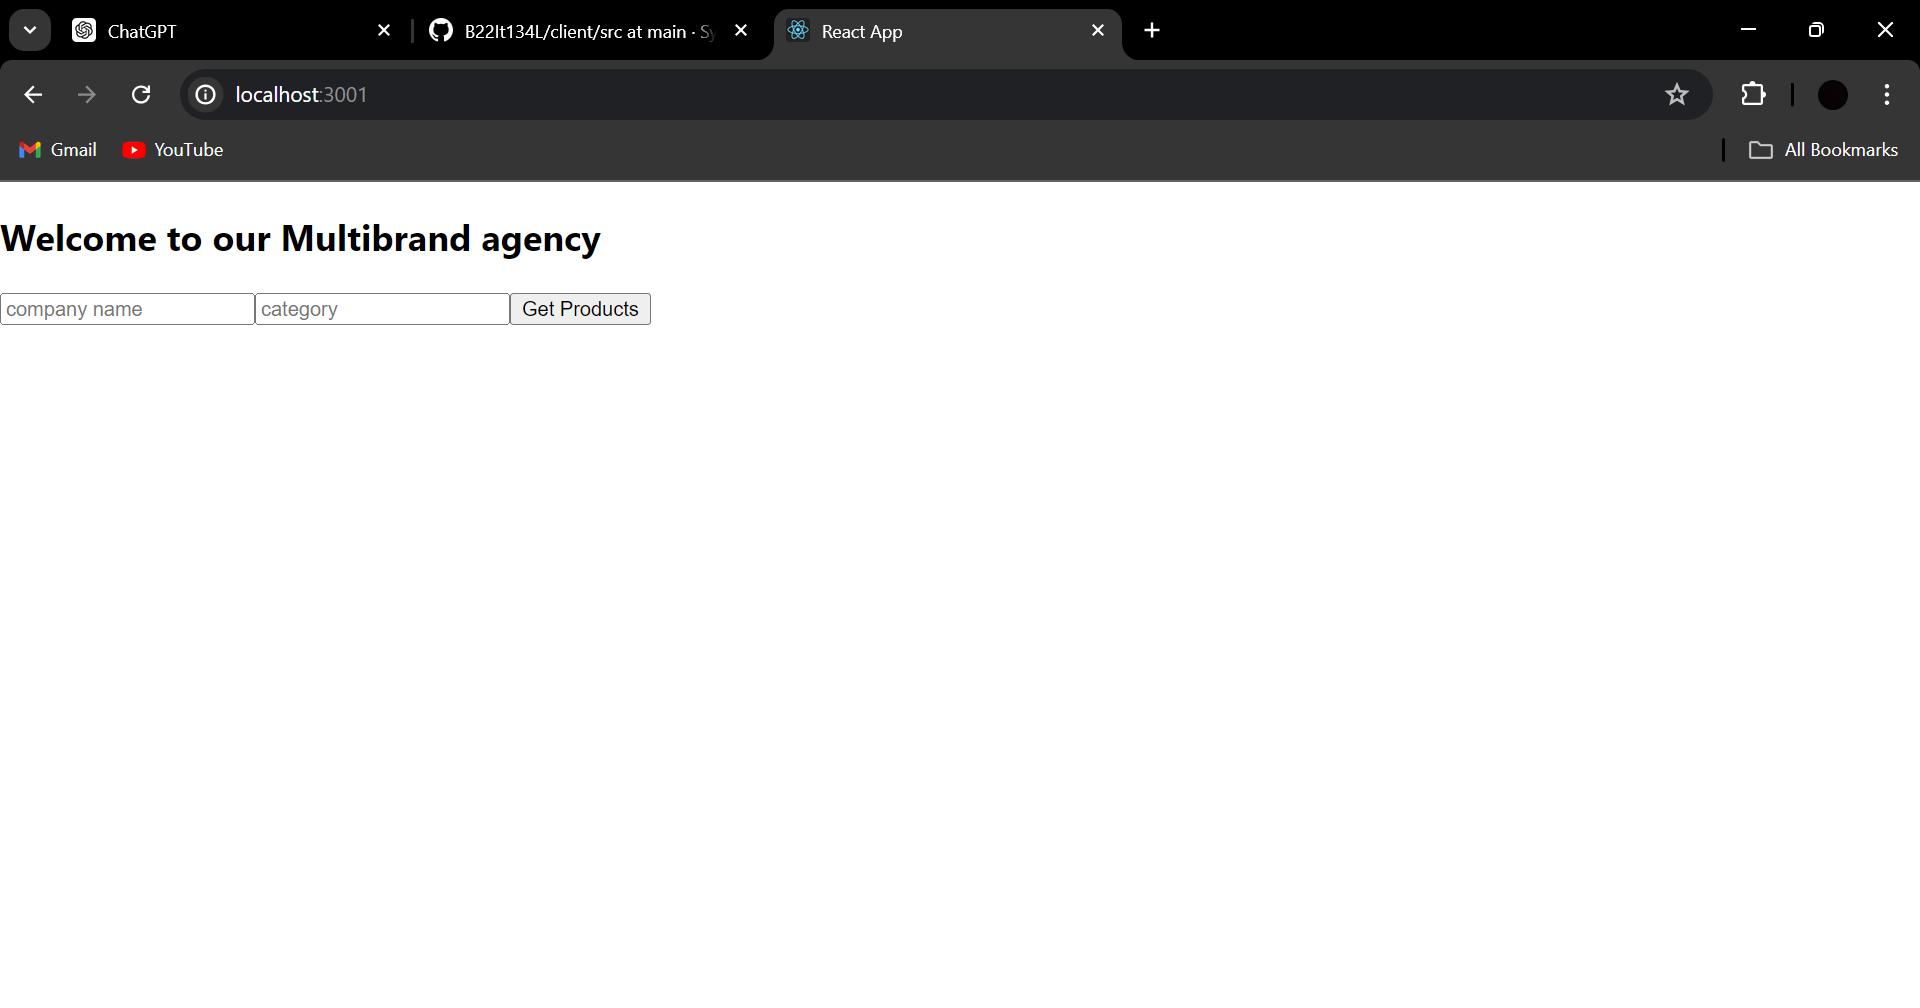 ChatGPT
B22It134L/client/src at main · Sy
React App
localhost:3001
Gmail
YouTube
All Bookmarks
Welcome to our Multibrand agency
company name
category
Get Products